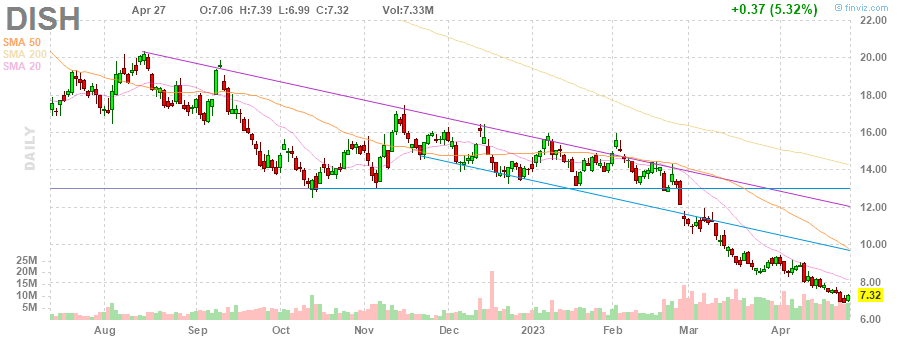 DISH Apr 27 O:7.06 H:7.39 L:6.99 C:7.32 Vol:7.33M +0.37 (5.32%) © finviz.com
SMA 50
SMA 200
SMA 20
DAILY
22.00
20.00
18.00
16.00
14.00
13.00
12.00
10.00
8.00
7.32
6.00
25M
20M
15M
10M
5M
Aug Sep Oct Nov Dec 2023 Feb Mar Apr